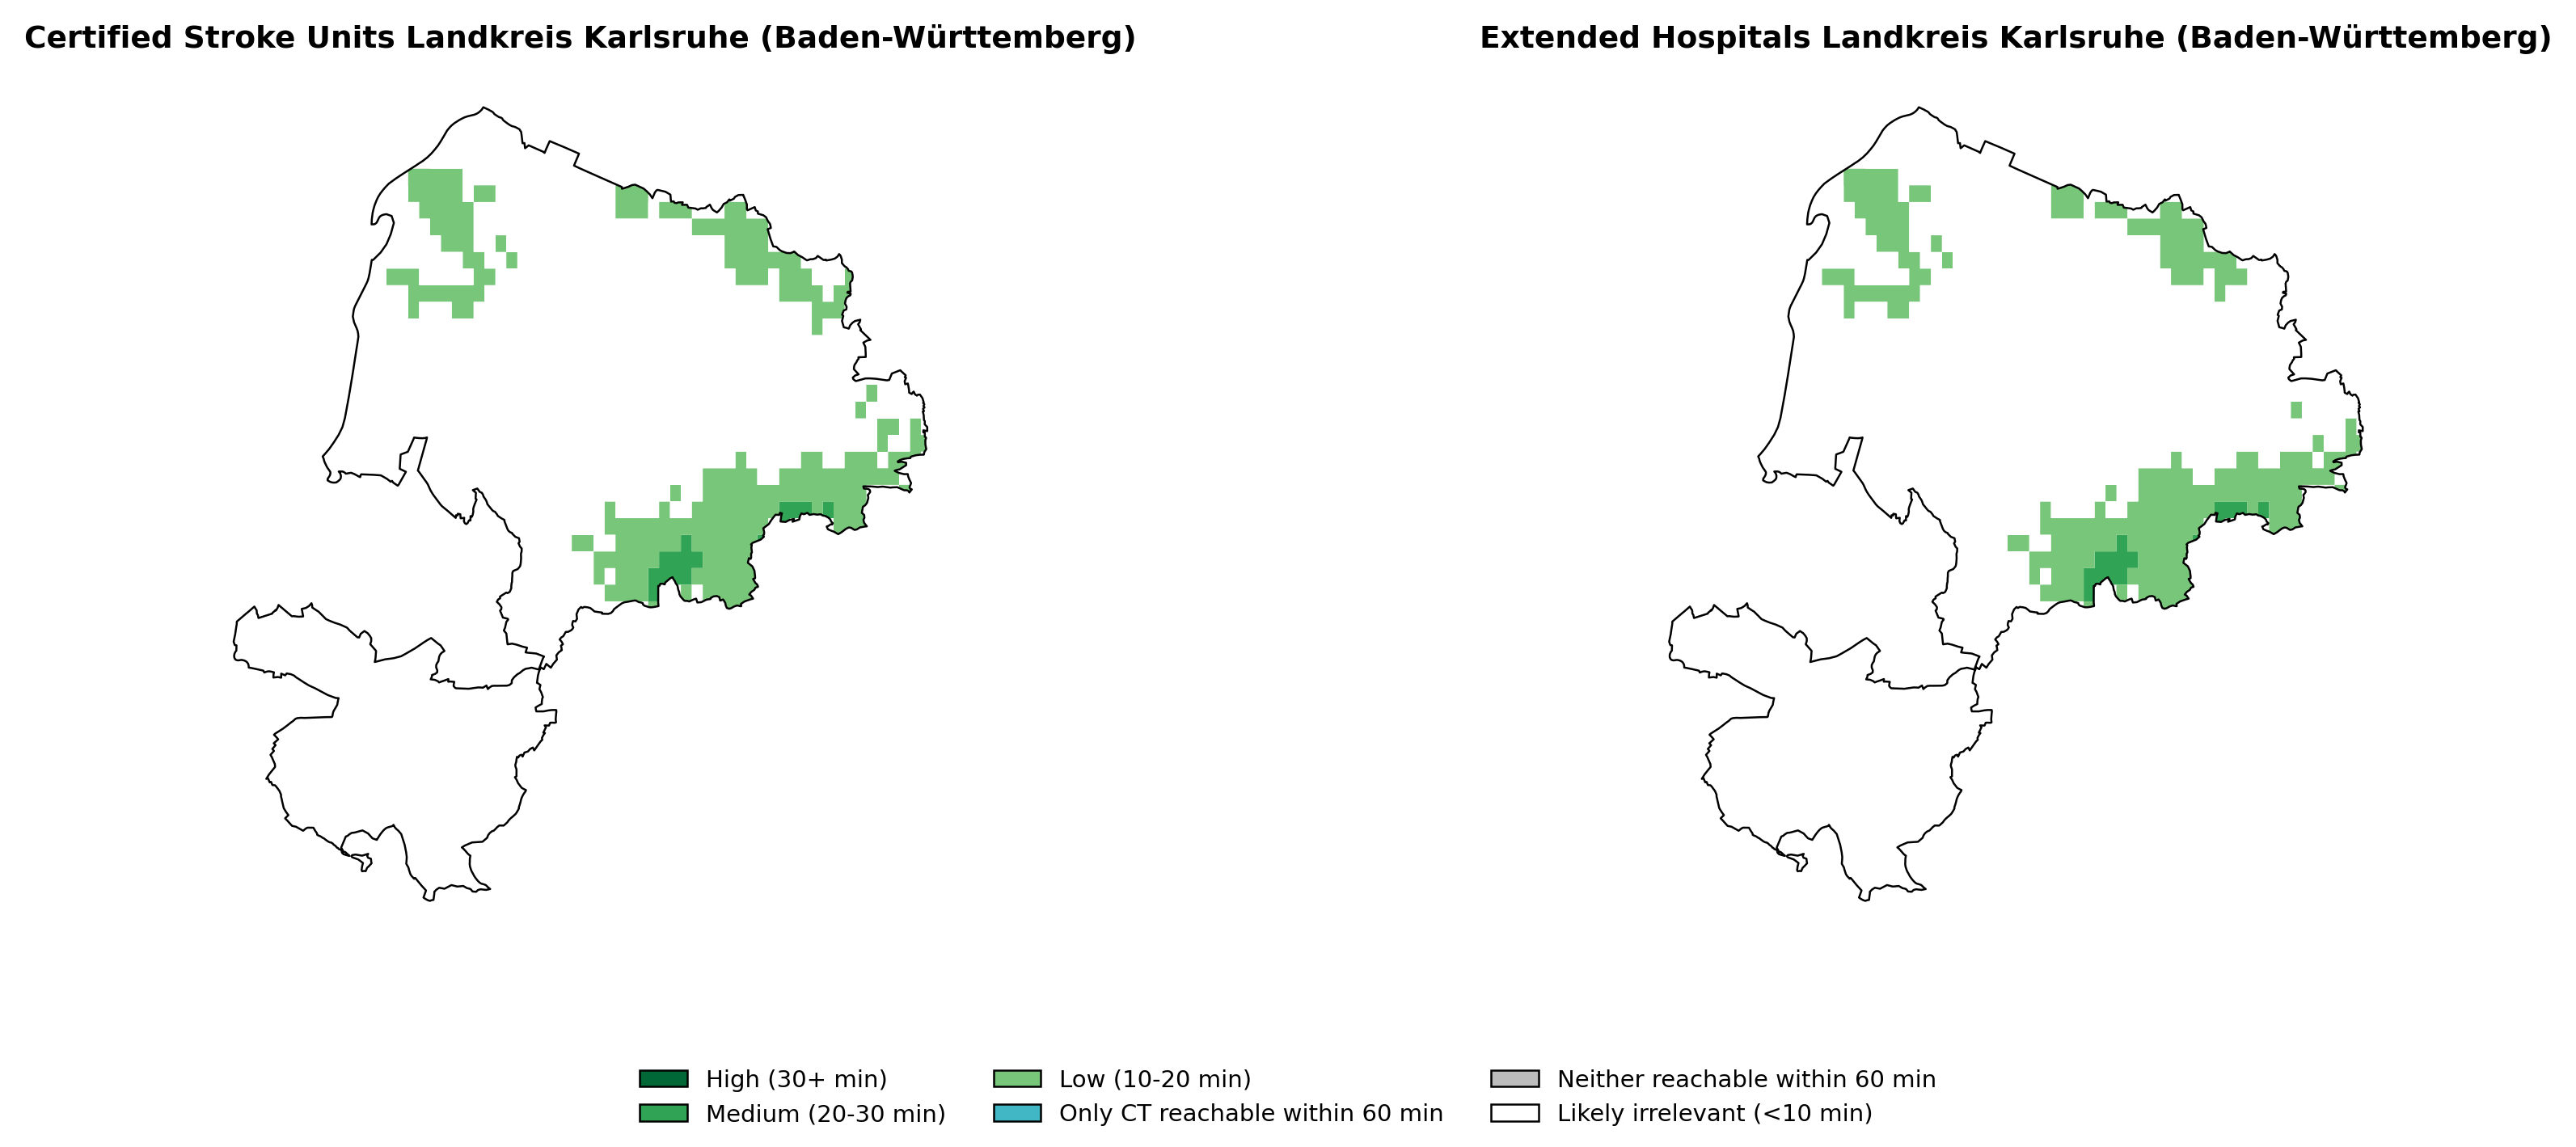 Certified Stroke Units Landkreis Karlsruhe (Baden-Württemberg)
Extended Hospitals Landkreis Karlsruhe (Baden-Württemberg)
High (30+ min)
Medium (20-30 min)
Low (10-20 min)
Only CT reachable within 60 min
Neither reachable within 60 min
Likely irrelevant (<10 min)